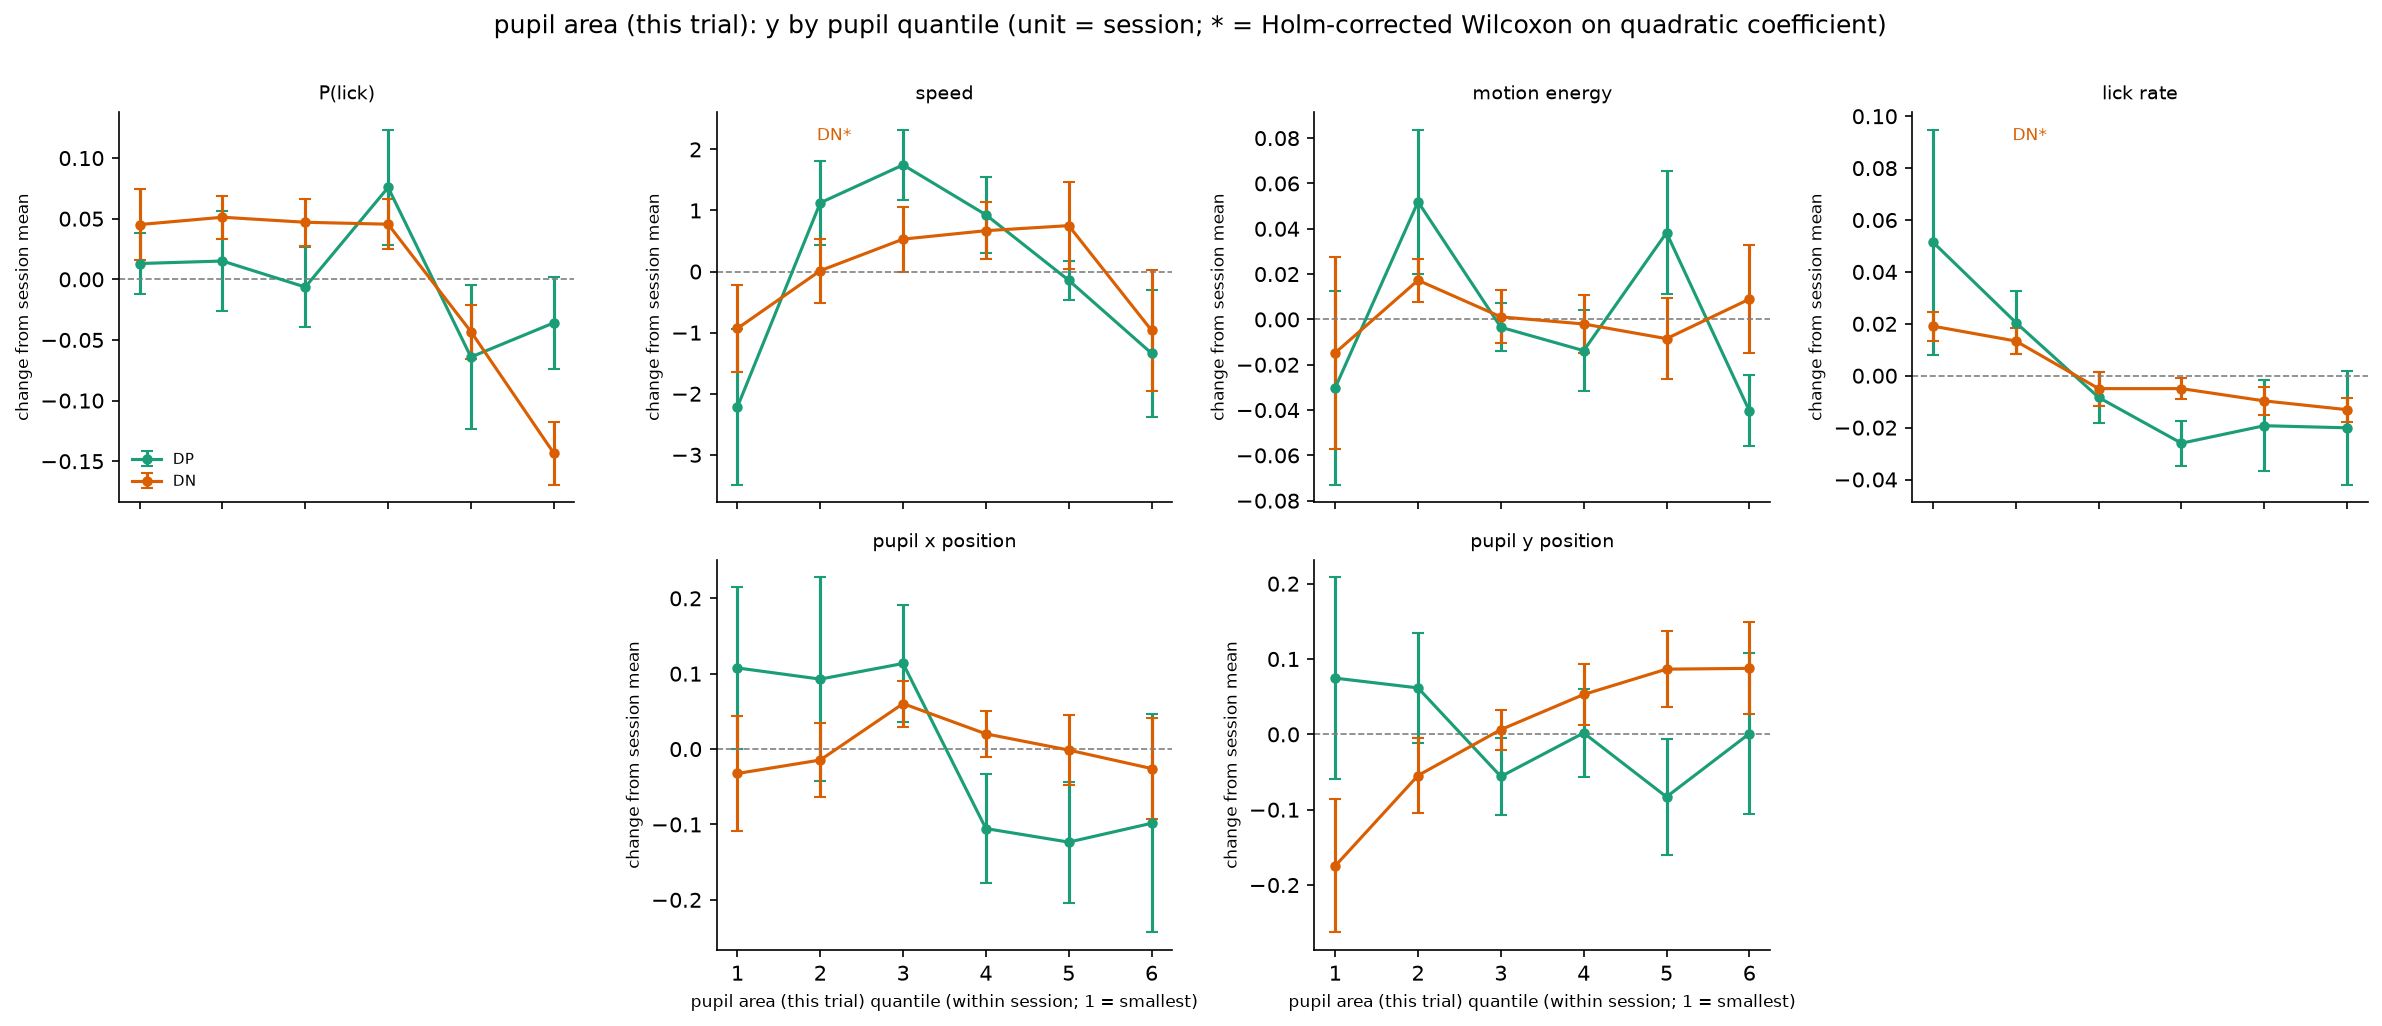 pupil area (this trial): y by pupil quantile (unit = session; * = Holm-corrected Wilcoxon on quadratic coefficient)
P(lick)
change from session mean
0.10
0.05
0.00
−0.05
−0.10
−0.15
DP
DN
speed
change from session mean
DN*
2
1
0
−1
−2
−3
motion energy
change from session mean
0.08
0.06
0.04
0.02
0.00
−0.02
−0.04
−0.06
−0.08
lick rate
change from session mean
DN*
0.10
0.08
0.06
0.04
0.02
0.00
−0.02
−0.04
pupil x position
change from session mean
0.2
0.1
0.0
−0.1
−0.2
1 2 3 4 5 6
pupil area (this trial) quantile (within session; 1 = smallest)
pupil y position
change from session mean
0.2
0.1
0.0
−0.1
−0.2
1 2 3 4 5 6
pupil area (this trial) quantile (within session; 1 = smallest)